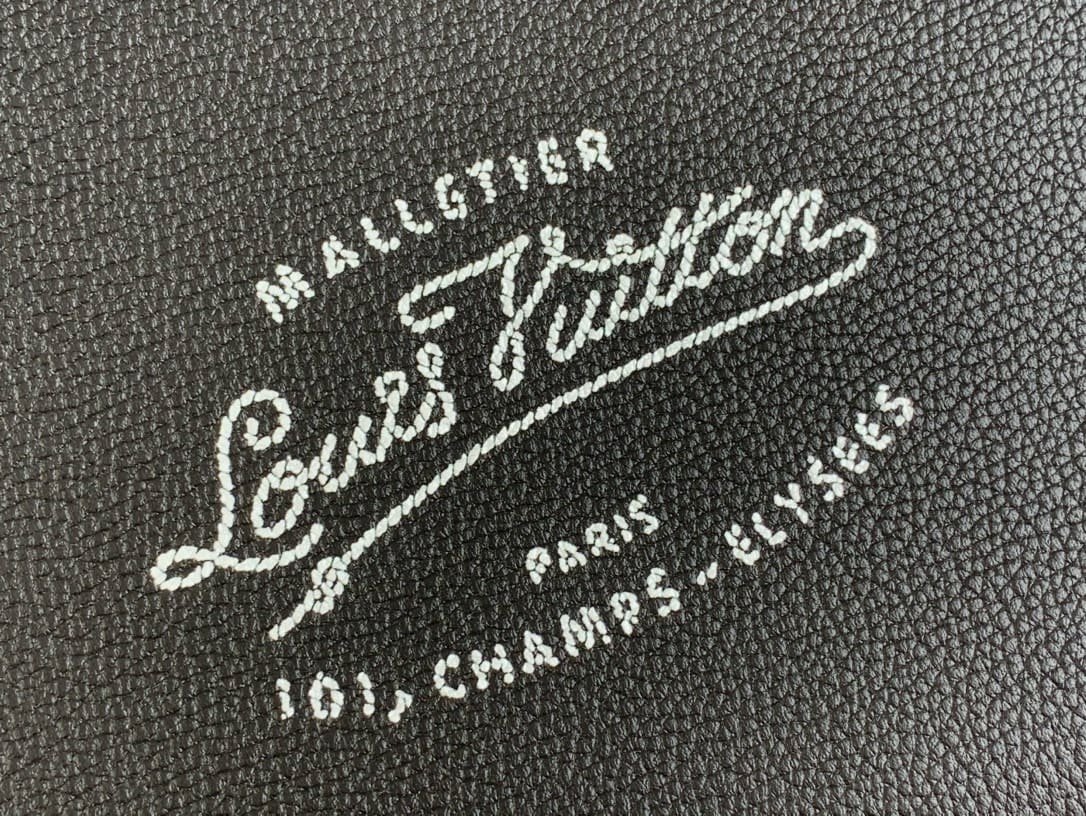 MALLETIER
Louis Vuitton
PARIS
101, CHAMPS-ELYSEES